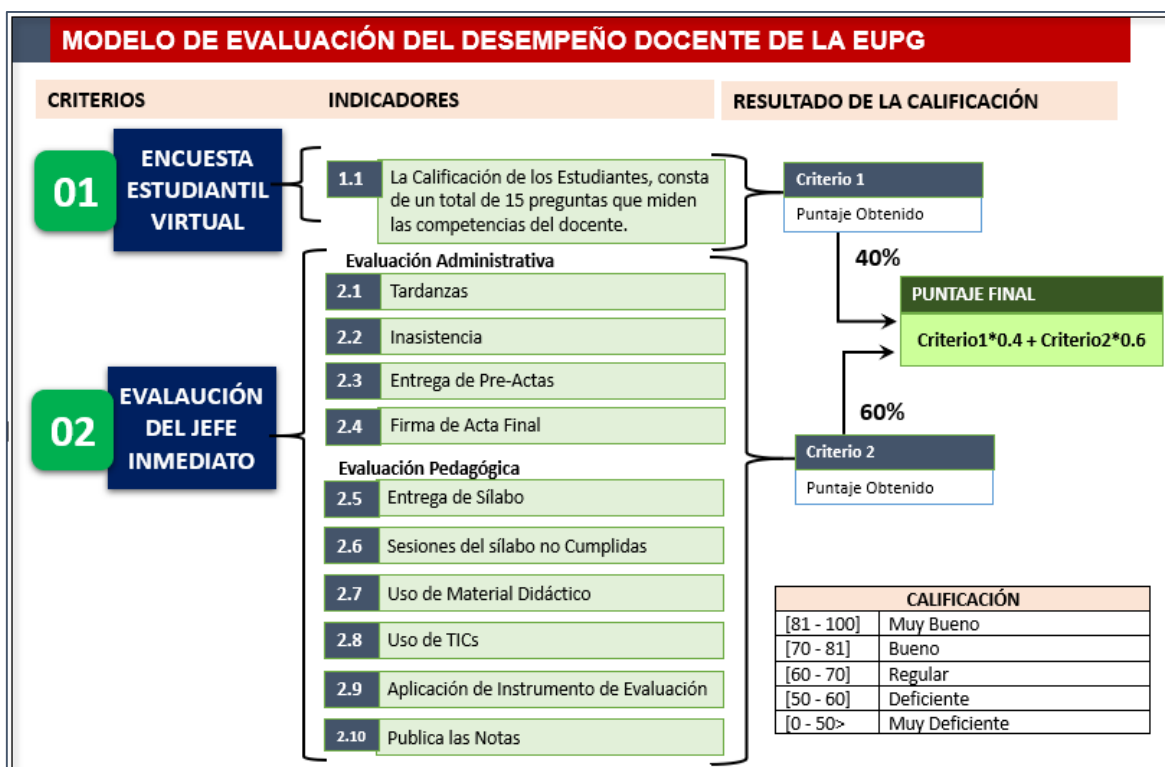 MODELO DE EVALUACIÓN DEL DESEMPEÑO DOCENTE DE LA EUPG
CRITERIOS
INDICADORES
RESULTADO DE LA CALIFICACIÓN
01
ENCUESTA
ESTUDIANTIL
VIRTUAL
1.1
La Calificación de los Estudiantes, consta
de un total de 15 preguntas que miden
las competencias del docente.
Criterio 1
Puntaje Obtenido
40%
PUNTAJE FINAL
Criterio1*0.4 + Criterio2*0.6
60%
Criterio 2
Puntaje Obtenido
02
EVALAUCIÓN
DEL JEFE
INMEDIATO
Evaluación Administrativa
2.1 Tardanzas
2.2 Inasistencia
2.3 Entrega de Pre-Actas
2.4 Firma de Acta Final
Evaluación Pedagógica
2.5 Entrega de Sílabo
2.6 Sesiones del sílabo no Cumplidas
2.7 Uso de Material Didáctico
2.8 Uso de TICs
2.9 Aplicación de Instrumento de Evaluación
2.10 Publica las Notas
CALIFICACIÓN
[81 - 100] Muy Bueno
[70 - 81] Bueno
[60 - 70] Regular
[50 - 60] Deficiente
[0 - 50> Muy Deficiente